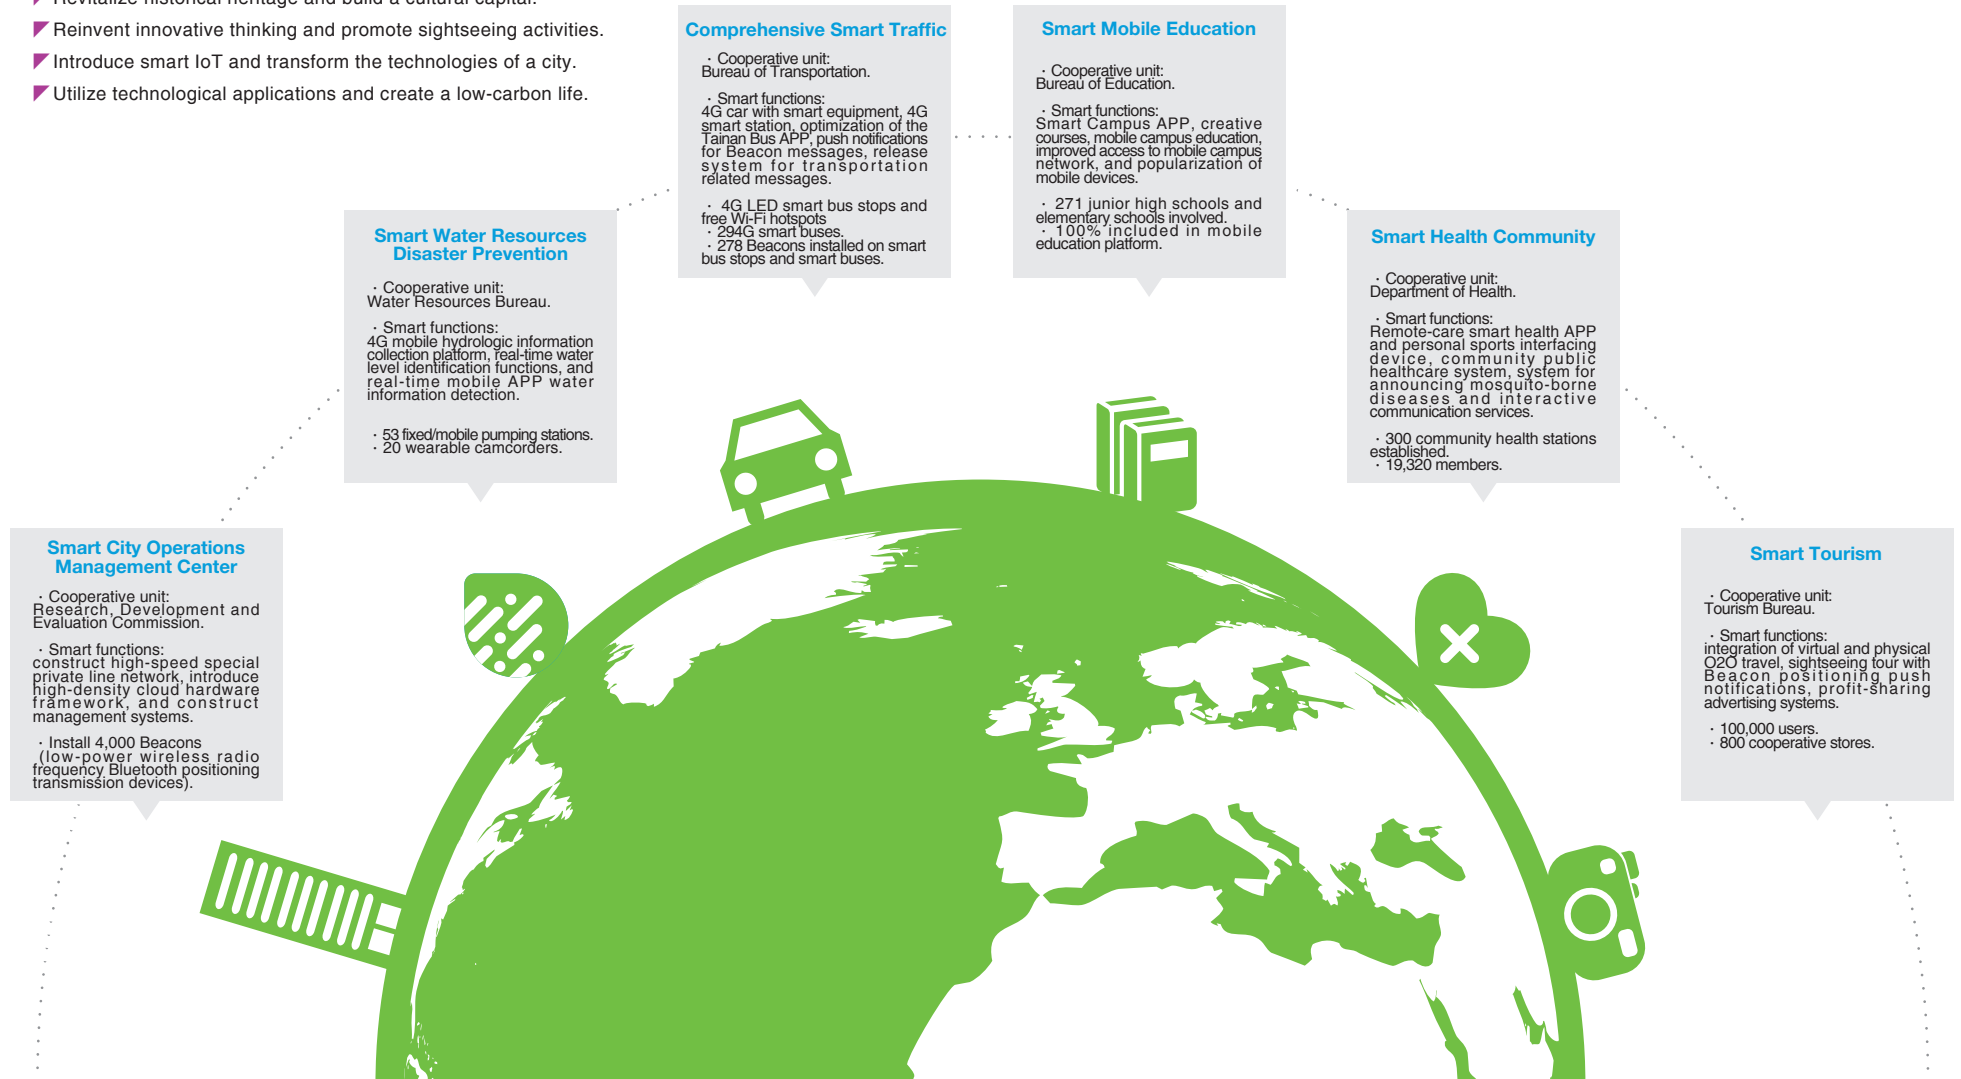 Revitalize historical heritage and build a cultural capital.
Reinvent innovative thinking and promote sightseeing activities.
Introduce smart IoT and transform the technologies of a city.
Utilize technological applications and create a low-carbon life.
Smart City Operations
Management Center
· Cooperative unit:
Research, Development and
Evaluation Commission.
· Smart functions:
construct high-speed special
private line network, introduce
high-density cloud hardware
framework, and construct
management systems.
· Install 4,000 Beacons
(low-power wireless radio
frequency Bluetooth positioning
transmission devices).
Smart Water Resources
Disaster Prevention
· Cooperative unit:
Water Resources Bureau.
· Smart functions:
4G mobile hydrologic information
collection platform, real-time water
level identification functions, and
real-time mobile APP water
information detection.
· 53 fixed/mobile pumping stations.
· 20 wearable camcorders.
Comprehensive Smart Traffic
· Cooperative unit:
Bureau of Transportation.
· Smart functions:
4G car with smart equipment, 4G
smart station, optimization of the
Tainan Bus APP, push notifications
for Beacon messages, release
system for transportation
related messages.
· 4G LED smart bus stops and
free Wi-Fi hotspots
· 294G smart buses.
· 278 Beacons installed on smart
bus stops and smart buses.
Smart Mobile Education
· Cooperative unit:
Bureau of Education.
· Smart functions:
Smart Campus APP, creative
courses, mobile campus education,
improved access to mobile campus
network, and popularization of
mobile devices.
· 271 junior high schools and
elementary schools involved.
· 100% included in mobile
education platform.
Smart Health Community
· Cooperative unit:
Department of Health.
· Smart functions:
Remote-care smart health APP
and personal sports interfacing
device, community public
healthcare system, system for
announcing mosquito-borne
diseases and interactive
communication services.
· 300 community health stations
established.
· 19,320 members.
Smart Tourism
· Cooperative unit:
Tourism Bureau.
· Smart functions:
integration of virtual and physical
O2O travel, sightseeing tour with
Beacon positioning push
notifications, profit-sharing
advertising systems.
· 100,000 users.
· 800 cooperative stores.